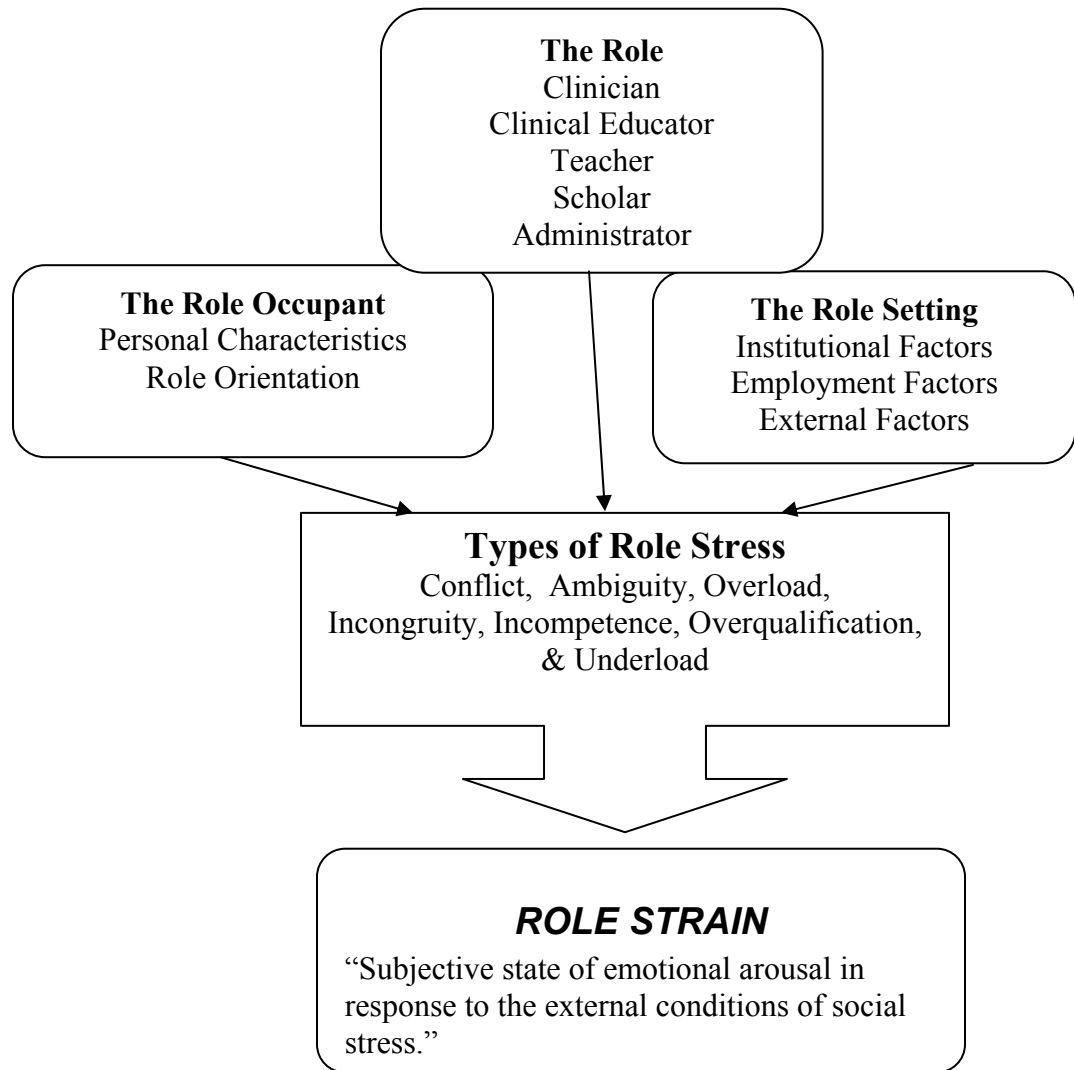 The Role
Clinician
Clinical Educator
Teacher
Scholar
Administrator
The Role Occupant
Personal Characteristics
Role Orientation
The Role Setting
Institutional Factors
Employment Factors
External Factors
Types of Role Stress
Conflict, Ambiguity, Overload,
Incongruity, Incompetence, Overqualification,
& Underload
ROLE STRAIN
“Subjective state of emotional arousal in
response to the external conditions of social
stress.”